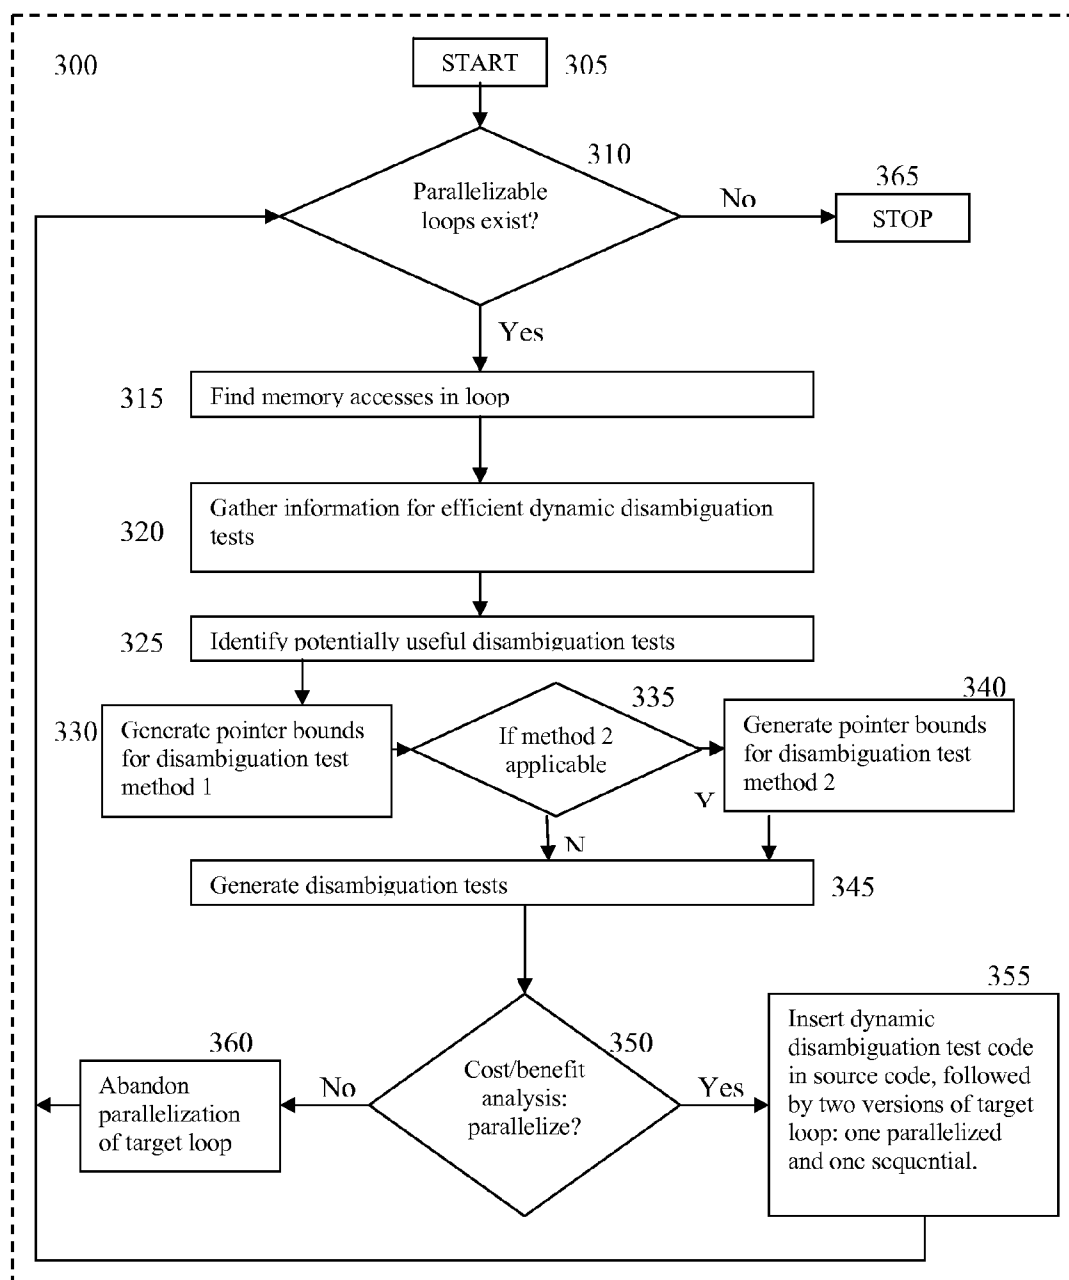 300
START
305
310
Parallelizable
loops exist?
No
365
STOP
Yes
315
Find memory accesses in loop
320
Gather information for efficient dynamic disambiguation
tests
325
Identify potentially useful disambiguation tests
330
Generate pointer bounds
for disambiguation test
method 1
335
If method 2
applicable
340
Generate pointer bounds
for disambiguation test
method 2
Y
N
Generate disambiguation tests
345
350
Cost/benefit
analysis:
parallelize?
No
360
Abandon
parallelization
of target loop
Yes
355
Insert dynamic
disambiguation test code
in source code, followed
by two versions of target
loop: one parallelized
and one sequential.